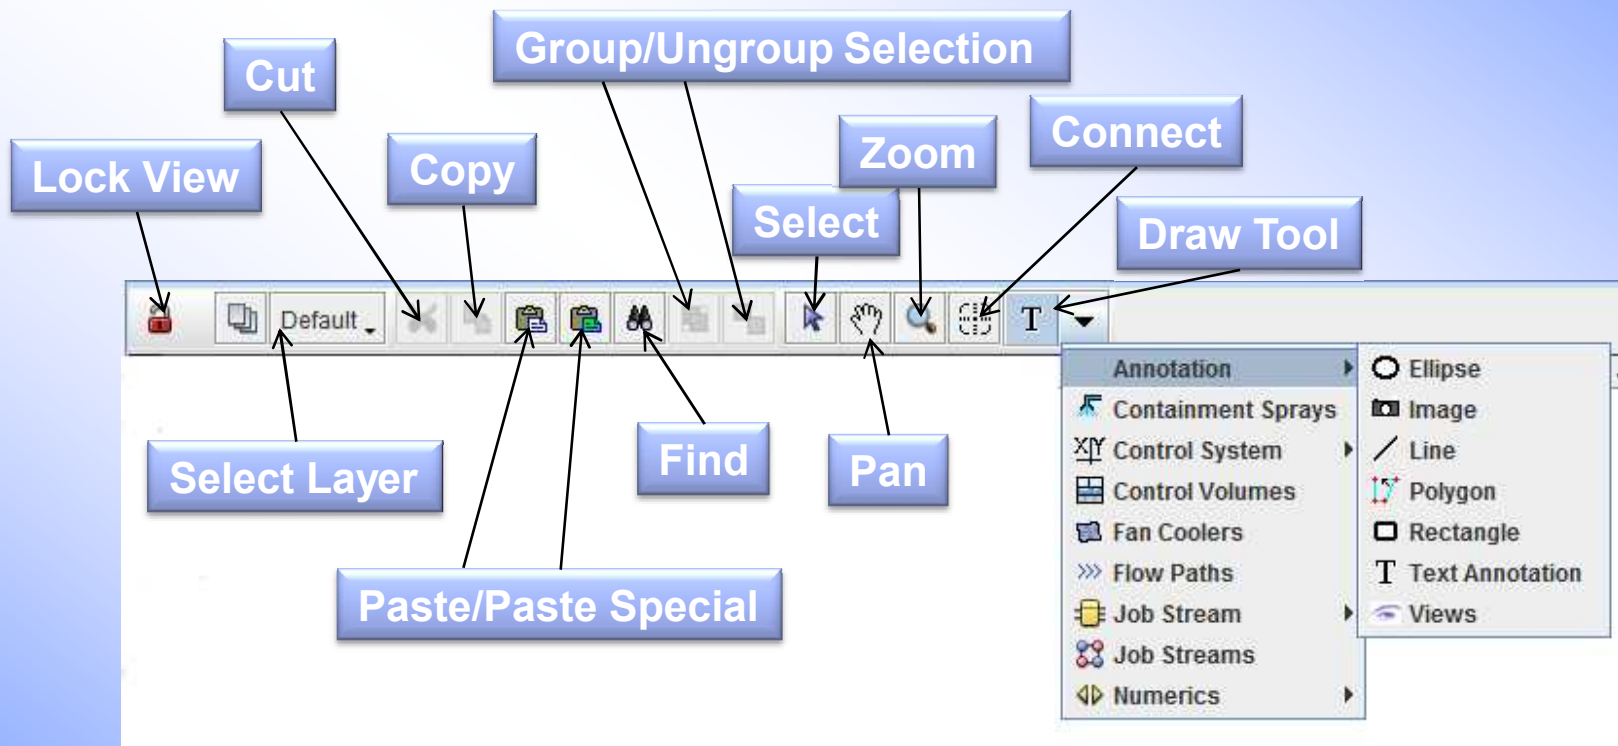 Group/Ungroup Selection
Cut
Connect
Zoom
Copy
Lock View
Select
Draw Tool
Default
T
Select Layer
Find
Pan
Paste/Paste Special
Annotation
Containment Sprays
Control System
Control Volumes
Fan Coolers
Flow Paths
Job Stream
Job Streams
Numerics
Ellipse
Image
Line
Polygon
Rectangle
T Text Annotation
Views